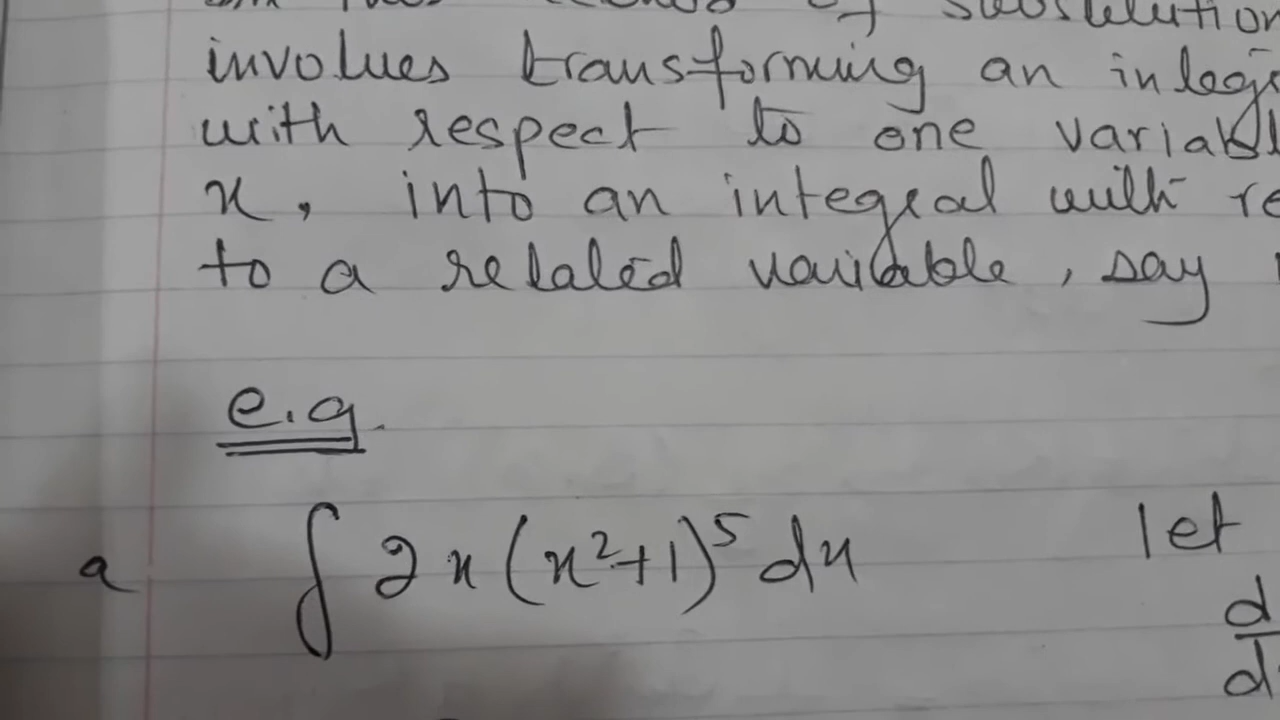 involves transforming an
with respect to one
x, into an integral with
to a related variable, say
e.g.
a ∫ 2x(x²+1)⁵ dx let